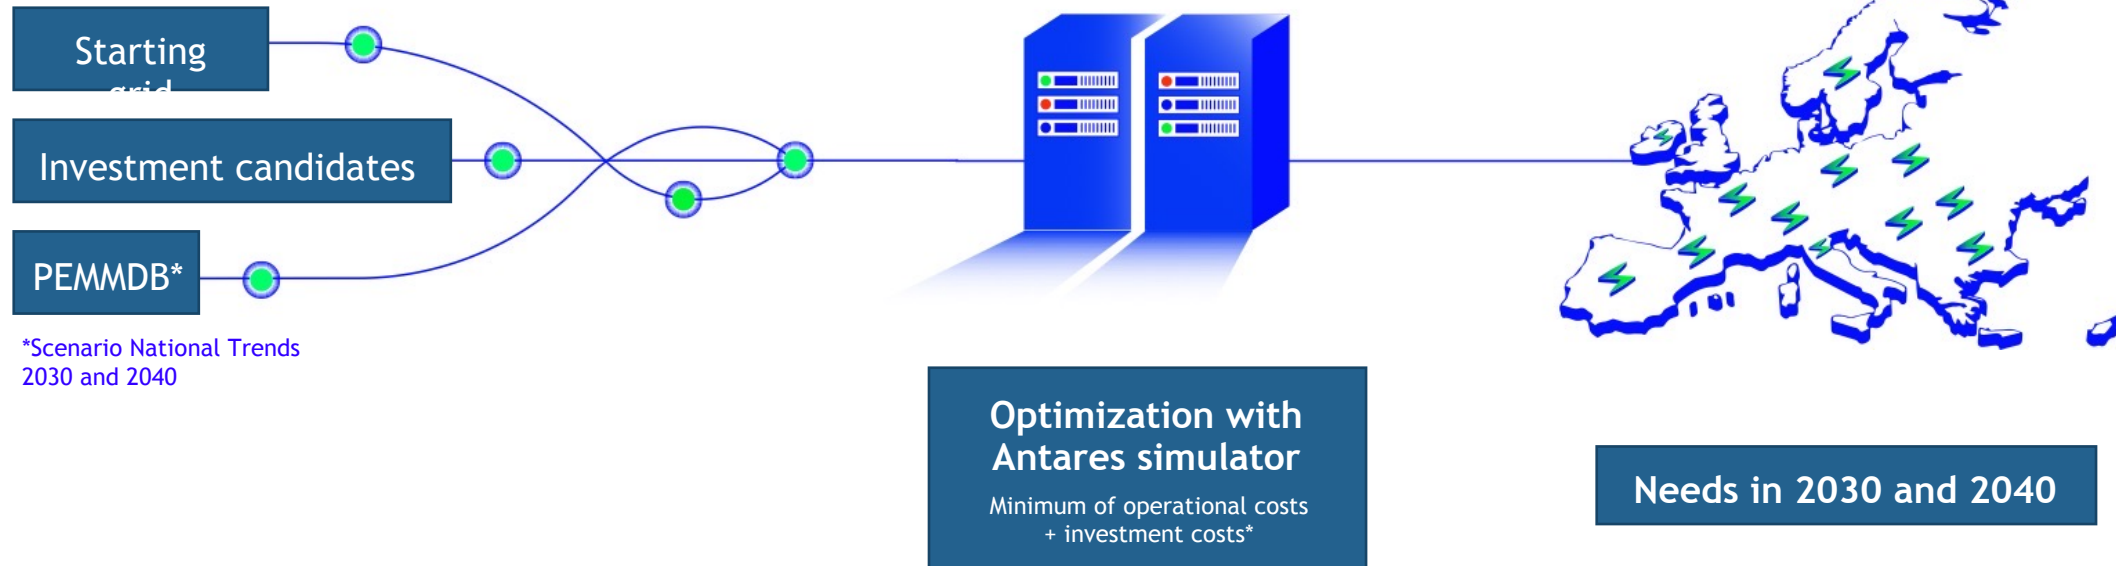 Starting
grid
Investment candidates
PEMMDB*
*Scenario National Trends
2030 and 2040
Optimization with
Antares simulator
Minimum of operational costs
+ investment costs*
Needs in 2030 and 2040